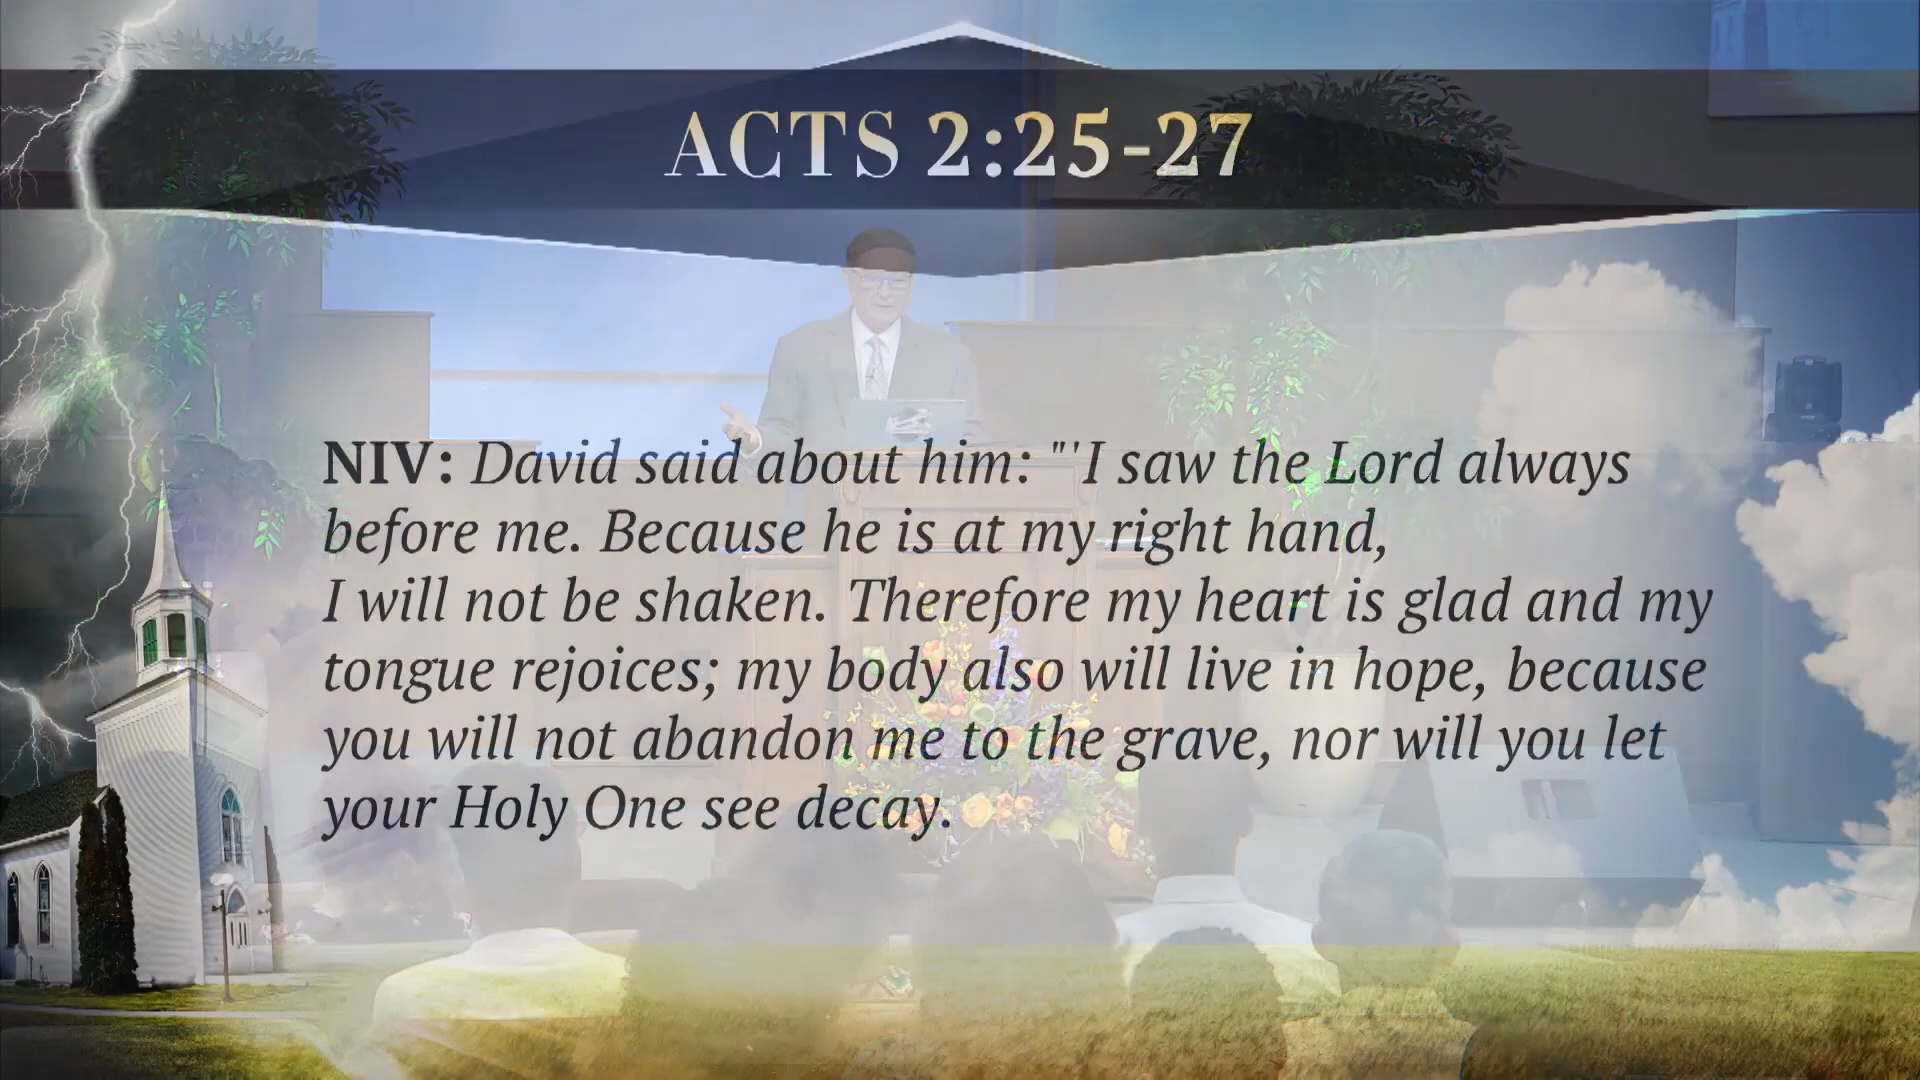 ACTS 2:25-27
NIV: David said about him: "'I saw the Lord always
before me. Because he is at my right hand,
I will not be shaken. Therefore my heart is glad and my
tongue rejoices; my body also will live in hope, because
you will not abandon me to the grave, nor will you let
your Holy One see decay.